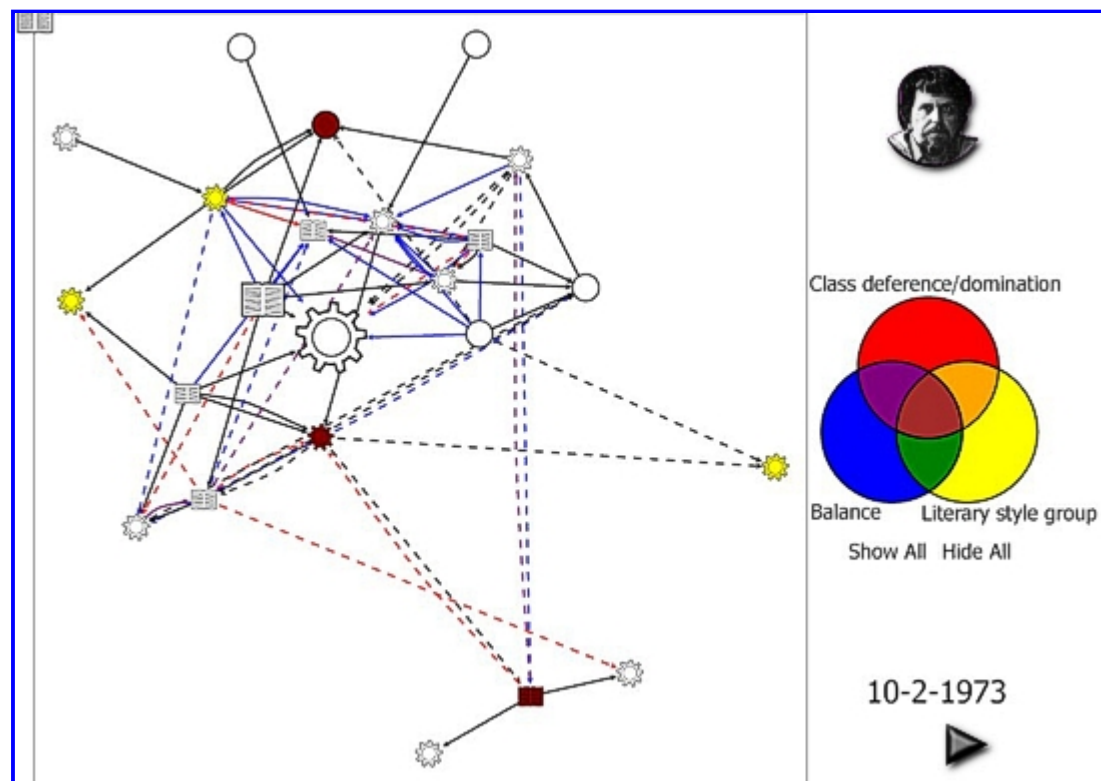 Class deference/domination
Balance
Literary style group
Show All
Hide All
10-2-1973